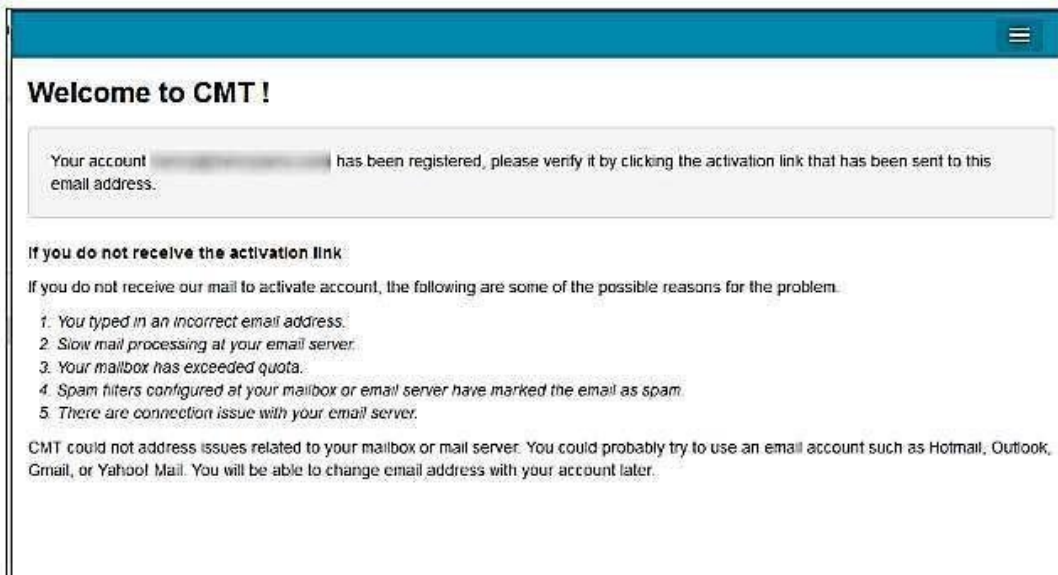 Welcome to CMT !
Your account has been registered, please verify it by clicking the activation link that has been sent to this
email address.
If you do not receive the activation link
If you do not receive our mail to activate account, the following are some of the possible reasons for the problem.
1. You typed in an incorrect email address.
2. Slow mail processing at your email server.
3. Your mailbox has exceeded quota.
4. Spam filters configured at your mailbox or email server have marked the email as spam.
5. There are connection issue with your email server.
CMT could not address issues related to your mailbox or mail server. You could probably try to use an email account such as Hotmail, Outlook,
Gmail, or Yahoo! Mail. You will be able to change email address with your account later.